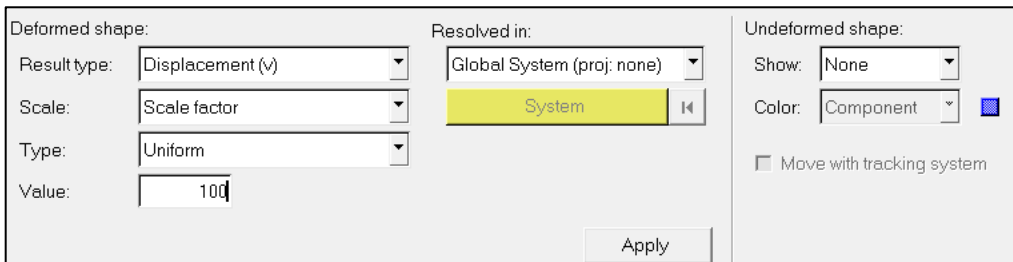 Deformed shape:
Result type: Displacement (v)
Scale: Scale factor
Type: Uniform
Value: 100
Resolved in:
Global System (proj: none)
System
Apply
Undeformed shape:
Show: None
Color: Component
Move with tracking system